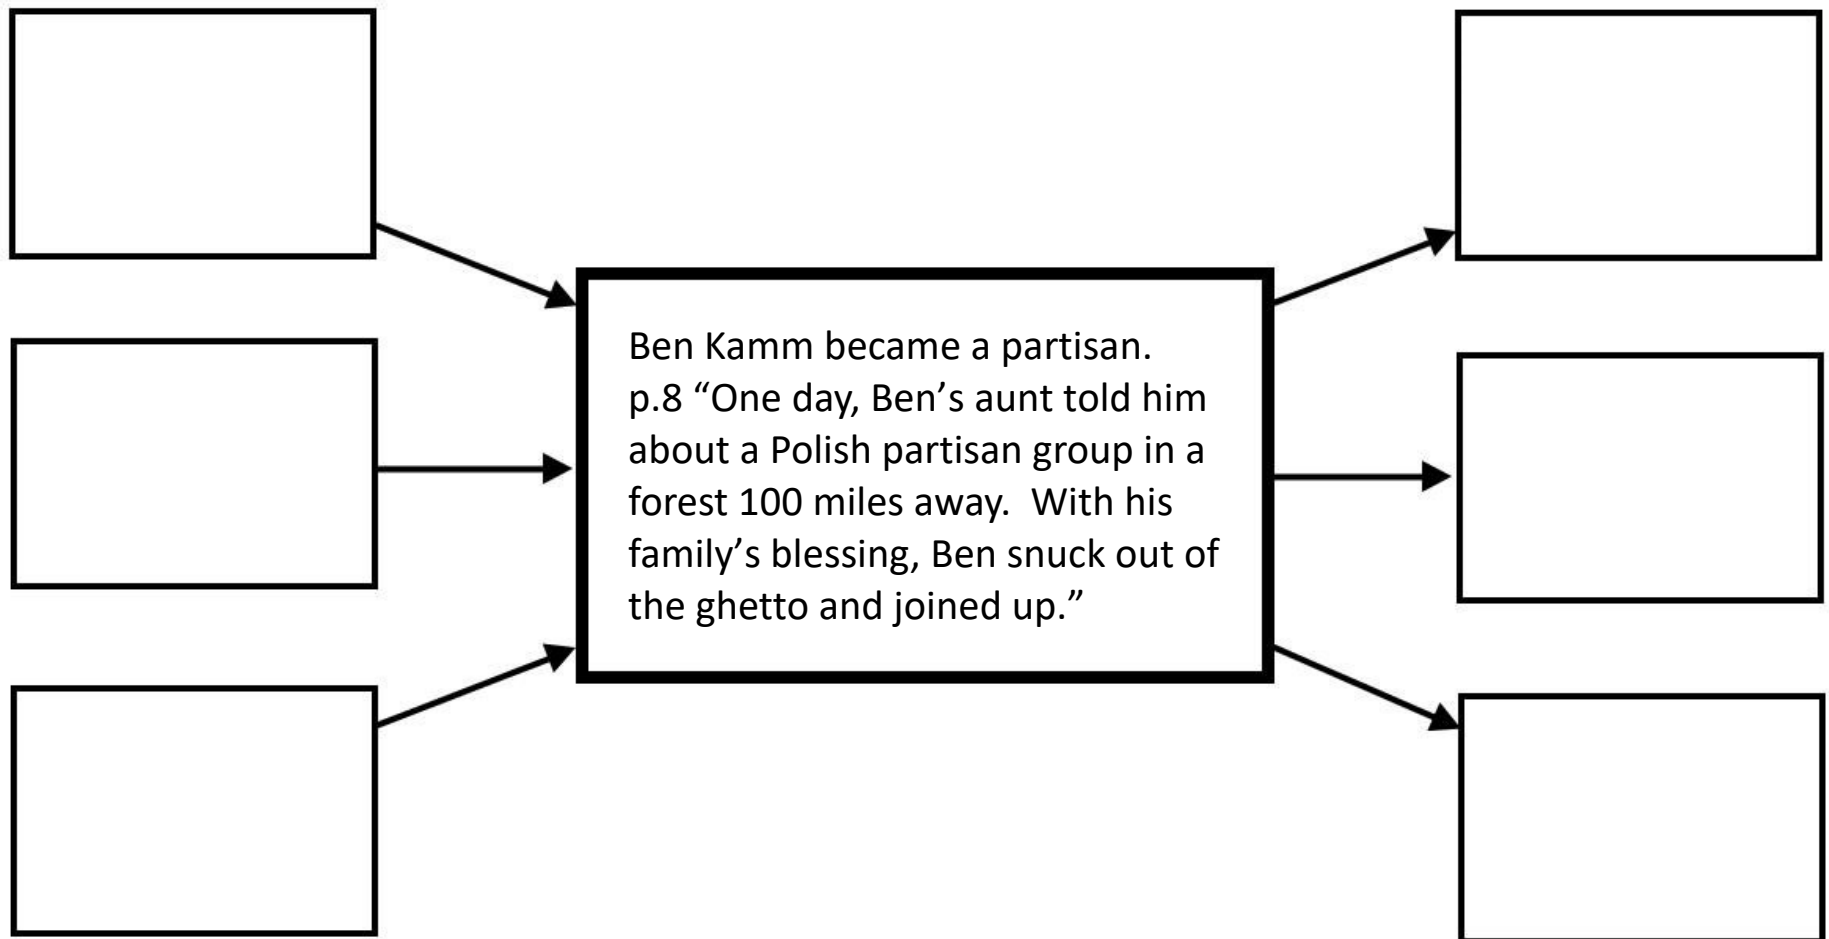 Ben Kamm became a partisan.
p.8 “One day, Ben’s aunt told him
about a Polish partisan group in a
forest 100 miles away.  With his
family’s blessing, Ben snuck out of
the ghetto and joined up.”